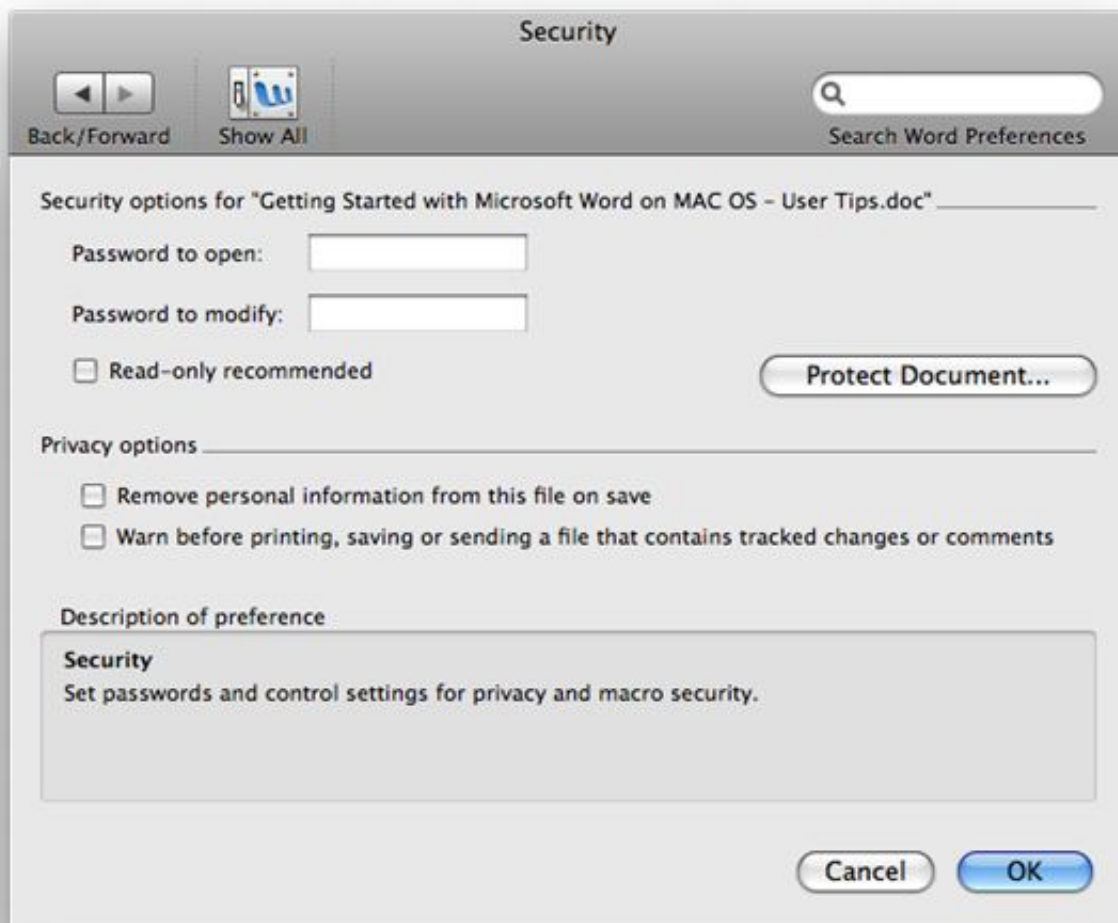 Security
Back/Forward
Show All
Search Word Preferences
Security options for "Getting Started with Microsoft Word on MAC OS - User Tips.doc"
Password to open:
Password to modify:
Read-only recommended
Protect Document...
Privacy options
Remove personal information from this file on save
Warn before printing, saving or sending a file that contains tracked changes or comments
Description of preference
Security
Set passwords and control settings for privacy and macro security.
Cancel
OK